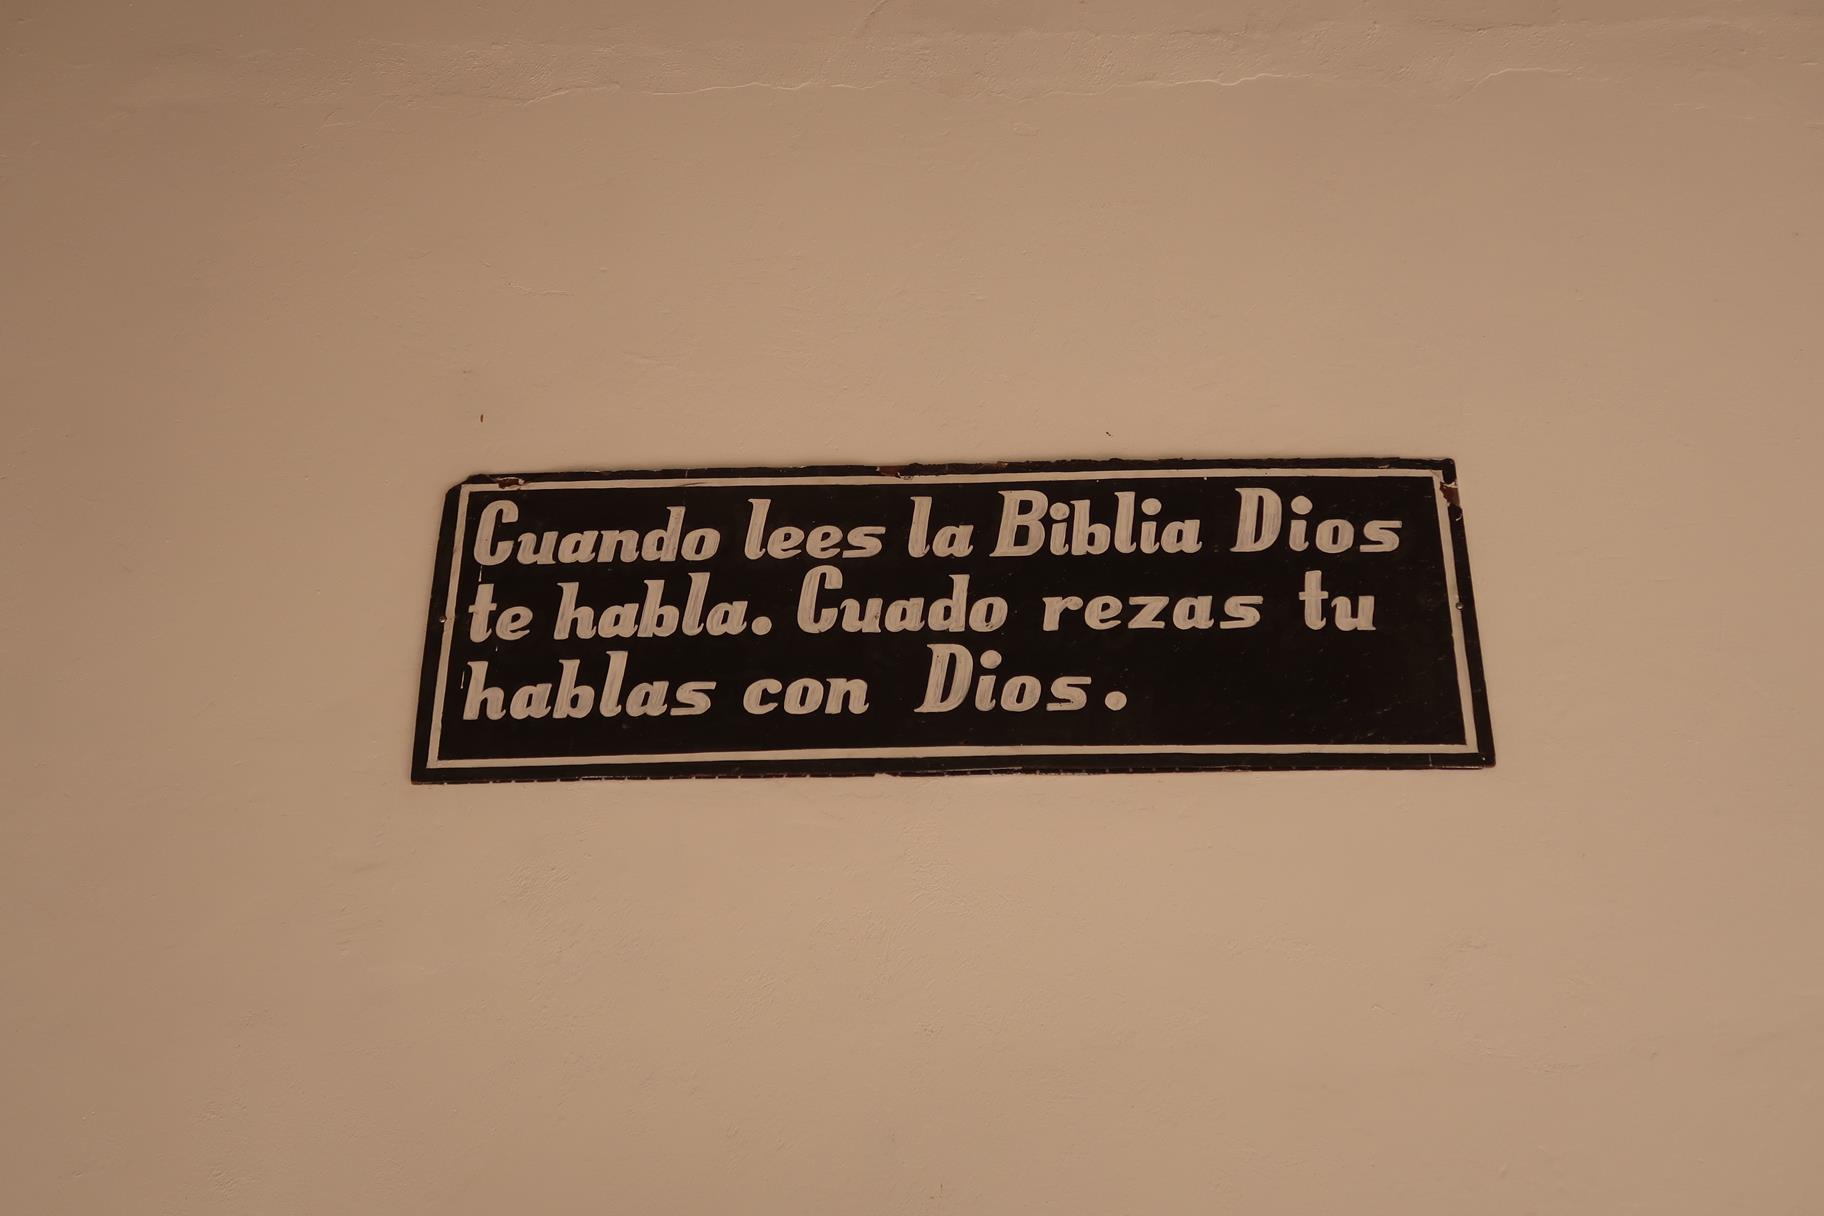 Cuando lees la Biblia Dios
te habla. Cuado rezas tu
hablas con Dios.